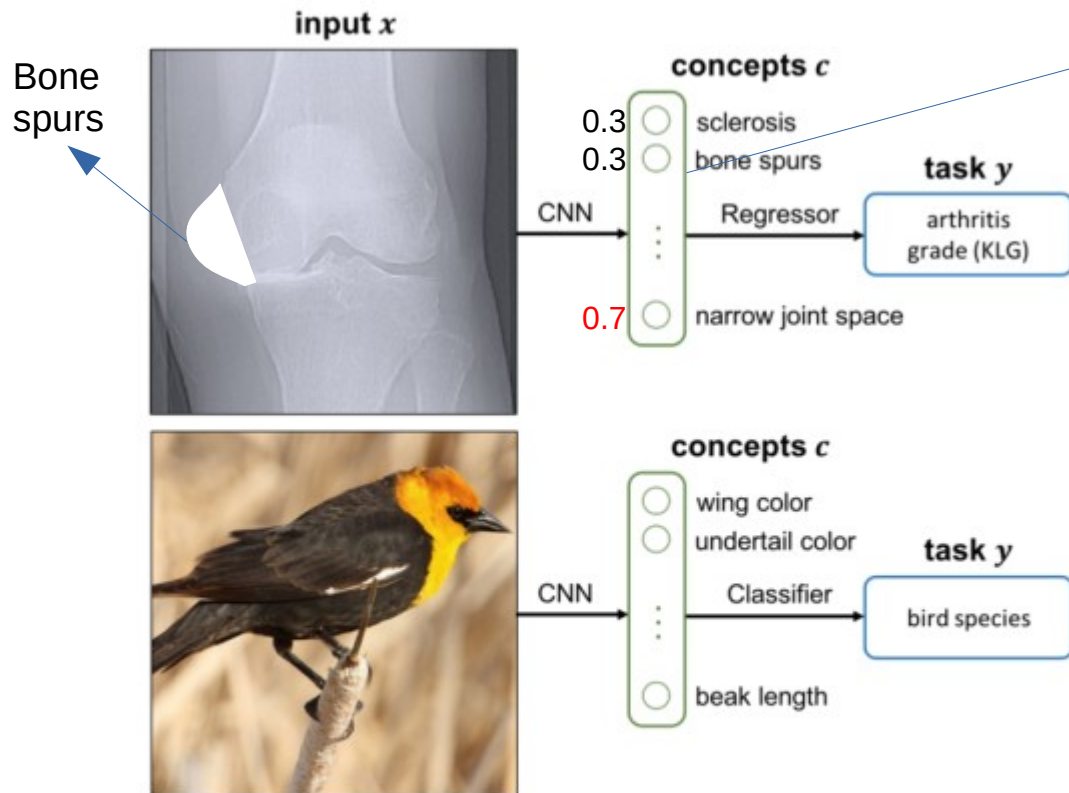 input x
Bone
spurs
concepts c
0.3 sclerosis
0.3 bone spurs
task y
CNN
Regressor
arthritis
grade (KLG)
0.7 narrow joint space
concepts c
wing color
undertail color
task y
CNN
Classifier
bird species
beak length